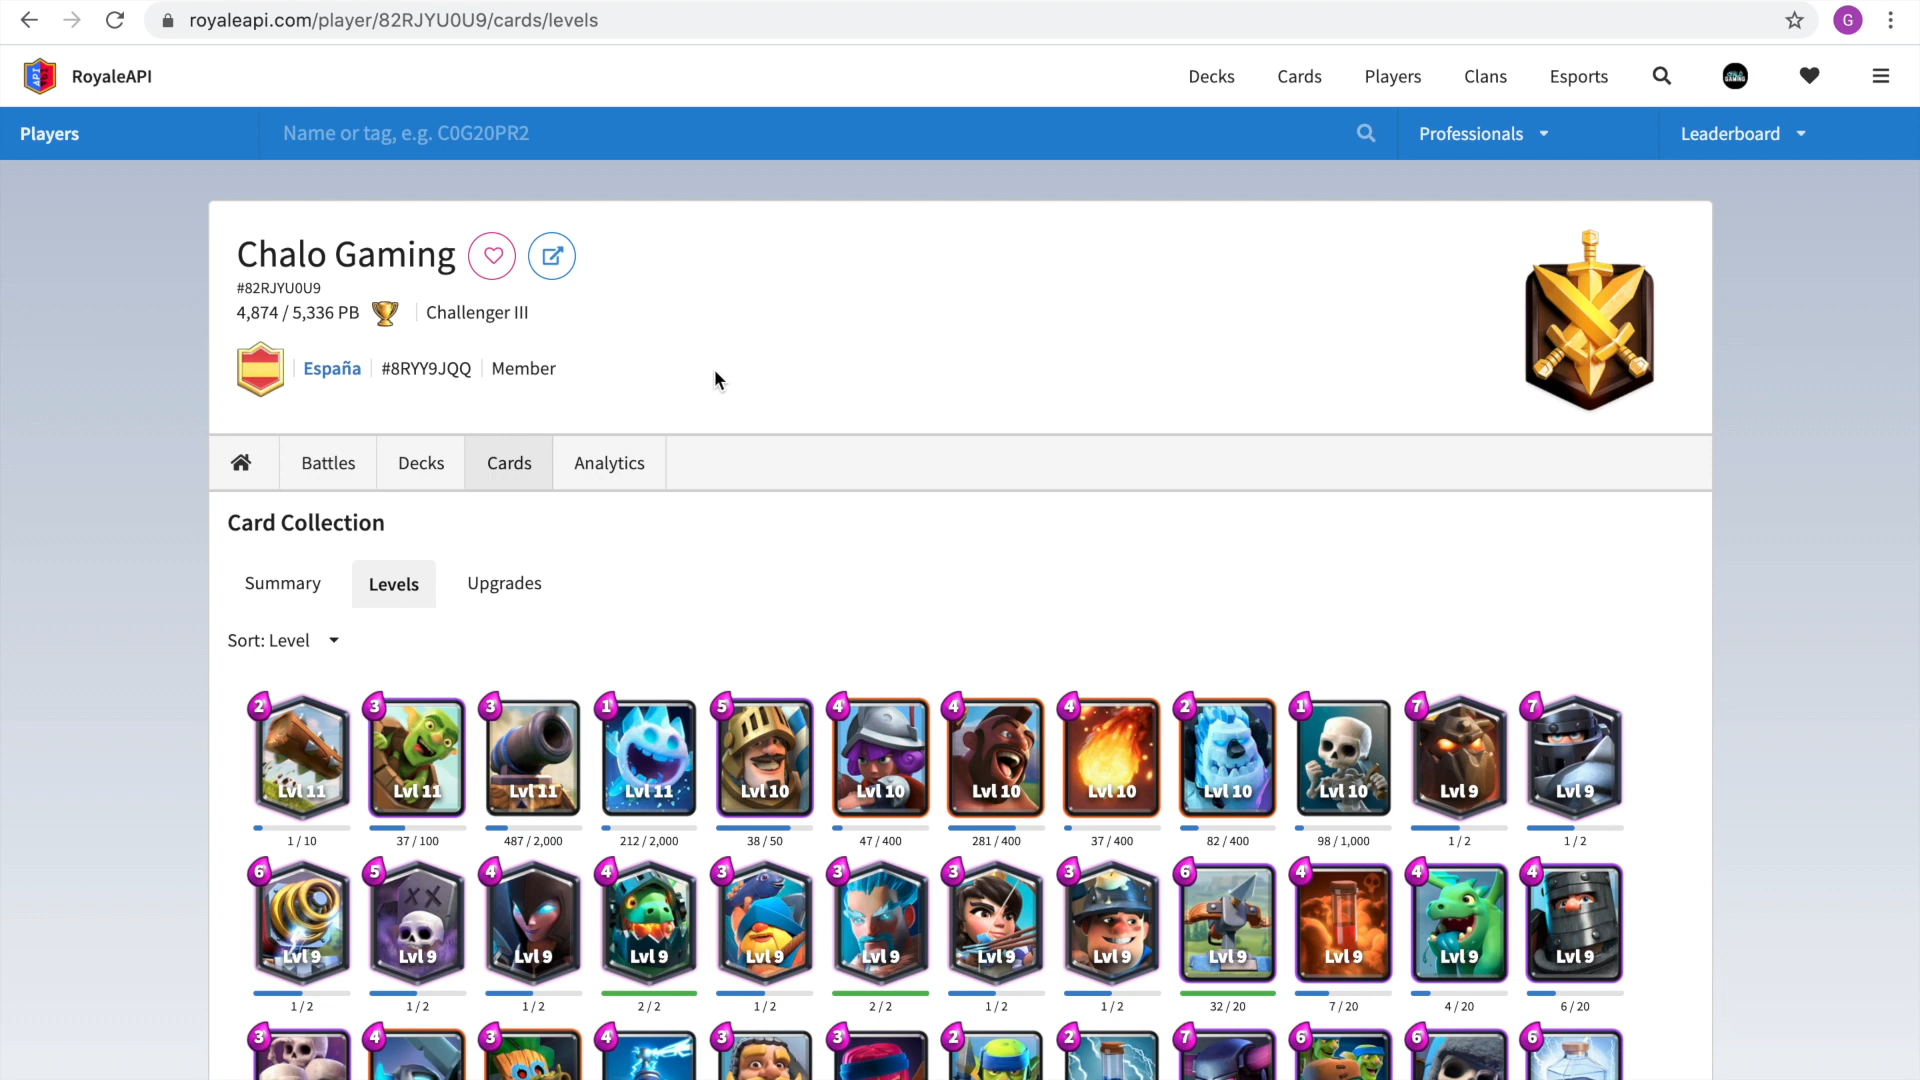 royaleapi.com/player/82RJYU0U9/cards/levels
G
RoyaleAPI
Decks
Cards
Players
Clans
Esports
Players
Name or tag, e.g. C0G20PR2
Professionals
Leaderboard
Chalo Gaming
#82RJYU0U9
4,874 / 5,336 PB
Challenger III
España
#8RYY9JQQ
Member
Battles
Decks
Cards
Analytics
Card Collection
Summary
Levels
Upgrades
Sort: Level
2 3 3 1 5 4 4 4 2 1 7 7
Lvl 11 Lvl 11 Lvl 11 Lvl 11 Lvl 10 Lvl 10 Lvl 10 Lvl 10 Lvl 10 Lvl 10 Lvl 9 Lvl 9
1 / 10 37 / 100 487 / 2,000 212 / 2,000 38 / 50 47 / 400 281 / 400 37 / 400 82 / 400 98 / 1,000 1 / 2 1 / 2
6 5 4 4 3 3 3 3 6 4 4 4
Lvl 9 Lvl 9 Lvl 9 Lvl 9 Lvl 9 Lvl 9 Lvl 9 Lvl 9 Lvl 9 Lvl 9 Lvl 9 Lvl 9
1 / 2 1 / 2 1 / 2 2 / 2 1 / 2 2 / 2 1 / 2 1 / 2 32 / 20 7 / 20 4 / 20 6 / 20
3 4 3 4 3 3 2 2 7 6 6 6